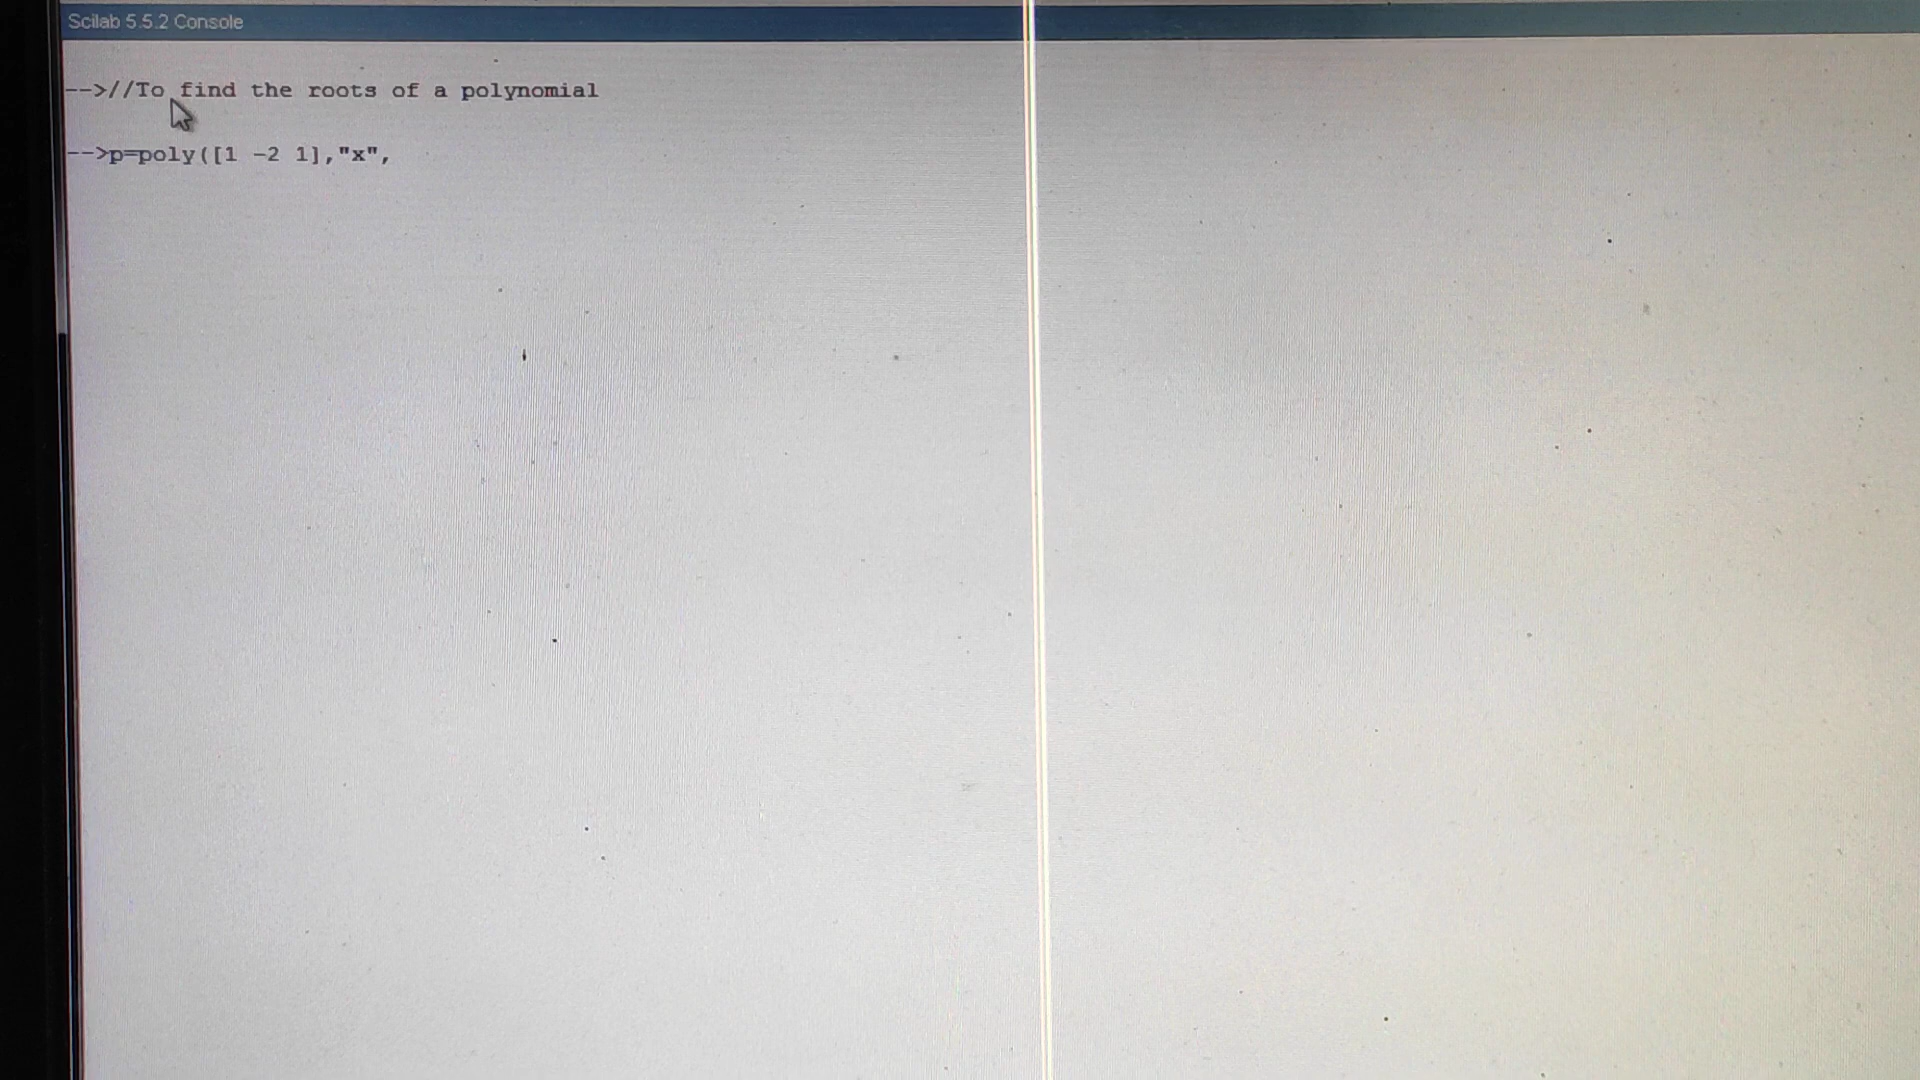 Scilab 5.5.2 Console
-->//To find the roots of a polynomial
-->p=poly([1 -2 1],"x",